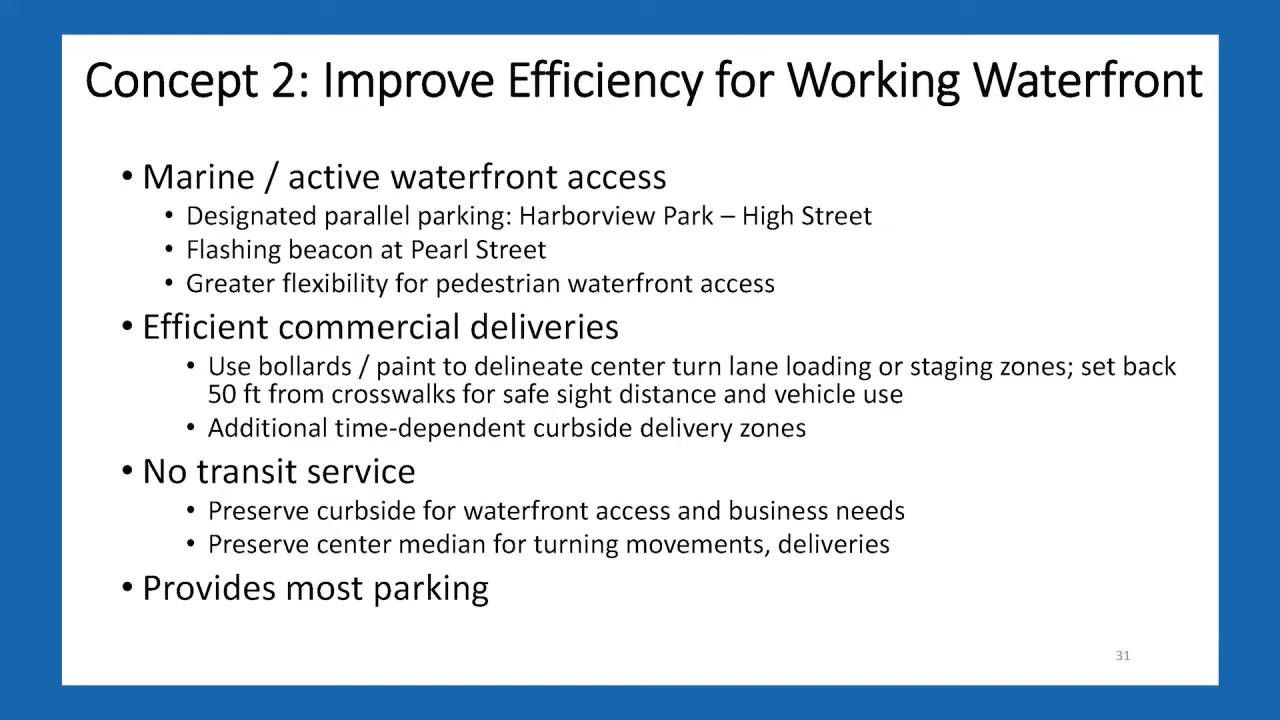 Concept 2: Improve Efficiency for Working Waterfront
• Marine / active waterfront access
• Designated parallel parking: Harborview Park – High Street
• Flashing beacon at Pearl Street
• Greater flexibility for pedestrian waterfront access
• Efficient commercial deliveries
• Use bollards / paint to delineate center turn lane loading or staging zones; set back
50 ft from crosswalks for safe sight distance and vehicle use
• Additional time-dependent curbside delivery zones
• No transit service
• Preserve curbside for waterfront access and business needs
• Preserve center median for turning movements, deliveries
• Provides most parking
31